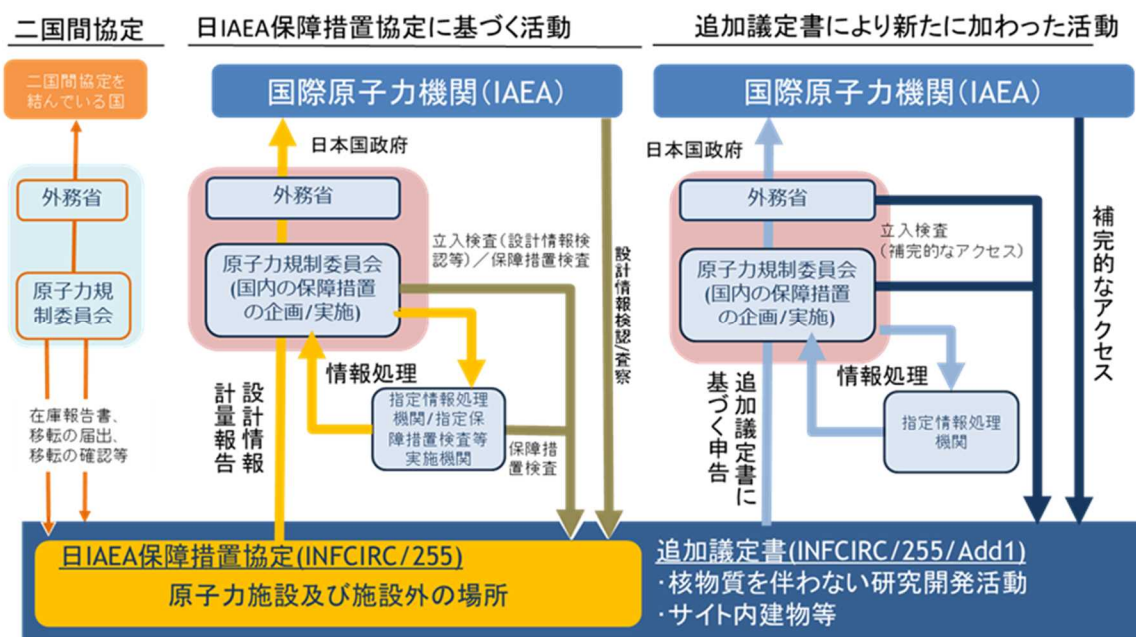 二国間協定
二国間協定を
結んでいる国
外務省
原子力規
制委員会
在庫報告書、
移転の届出、
移転の確認等
日IAEA保障措置協定に基づく活動
国際原子力機関(IAEA)
日本国政府
外務省
原子力規制委員会
(国内の保障措置
の企画/実施)
立入検査(設計情報検
認等)／保障措置検査
設計情報検認/査察
情報処理
設計情報
計量報告
指定情報処理
機関/指定保
障措置検査等
実施機関
保障措
置検査
日IAEA保障措置協定(INFCIRC/255)
原子力施設及び施設外の場所
追加議定書により新たに加わった活動
国際原子力機関(IAEA)
日本国政府
外務省
原子力規制委員会
(国内の保障措置
の企画/実施)
立入検査
(補完的なアクセス)
補完的なアクセス
情報処理
追加議定書に
基づく申告
指定情報処理
機関
追加議定書(INFCIRC/255/Add1)
・核物質を伴わない研究開発活動
・サイト内建物等